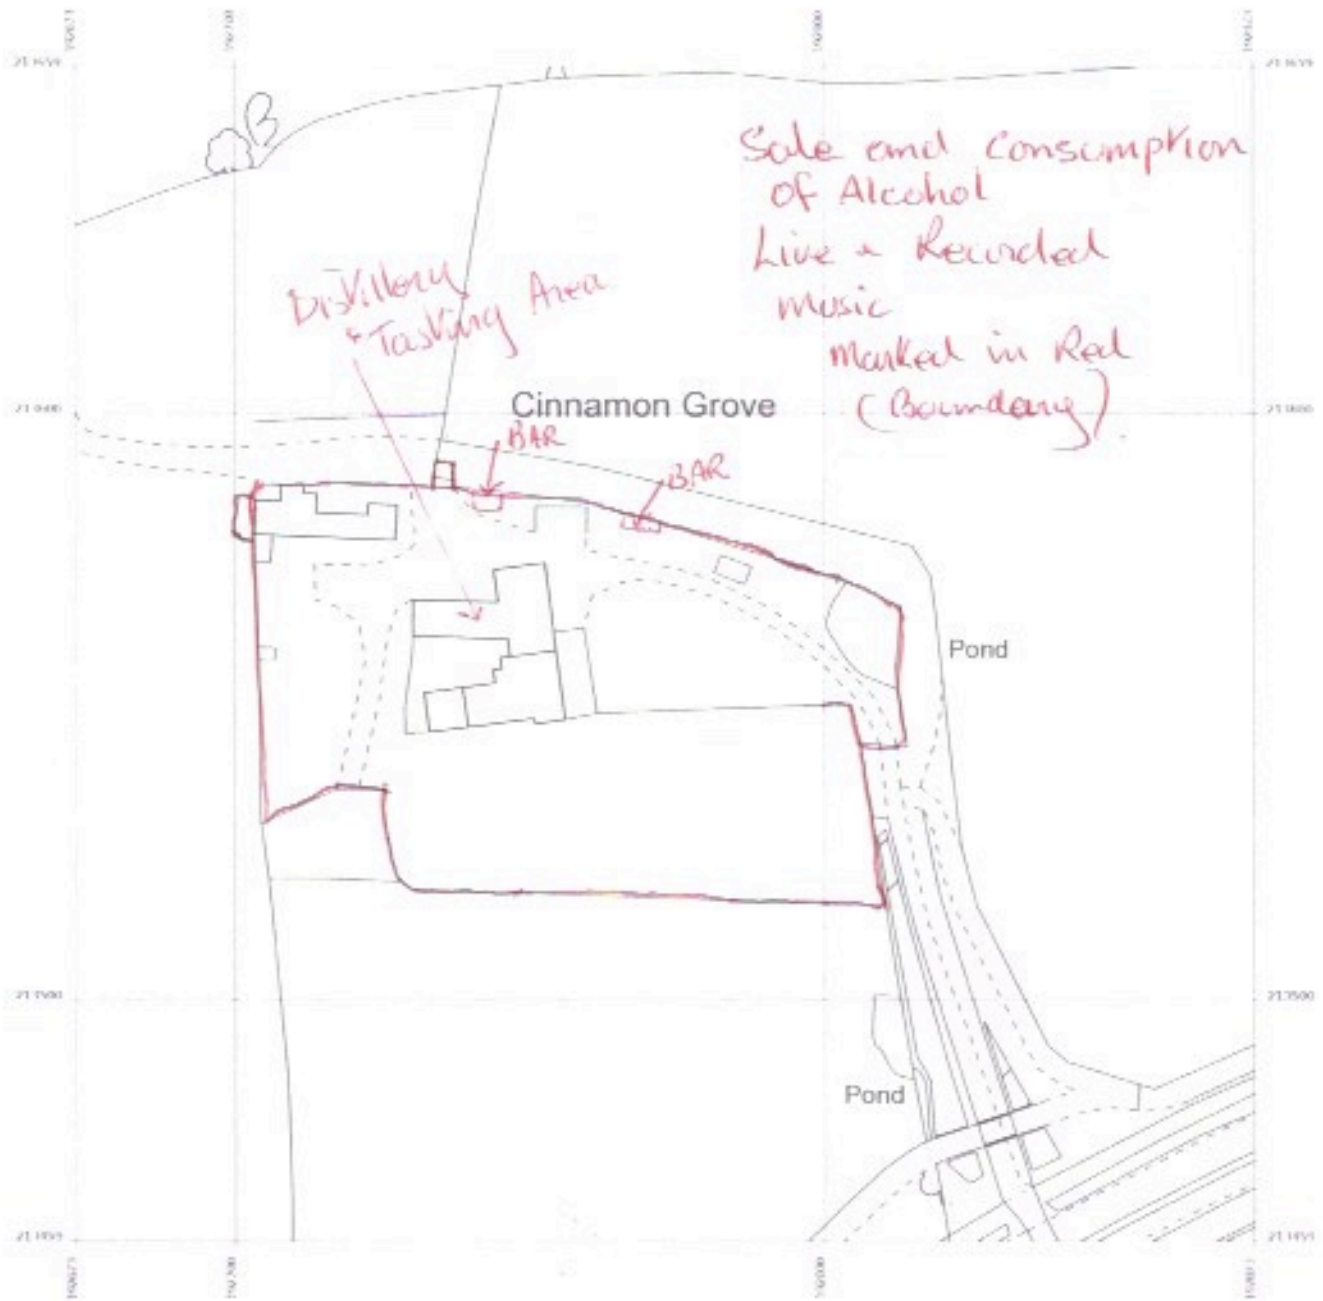 Sale and consumption
of Alcohol
Live & Recorded
music
marked in Red
(Boundary)
Distillery
& Tasting Area
Cinnamon Grove
BAR
BAR
Pond
Pond